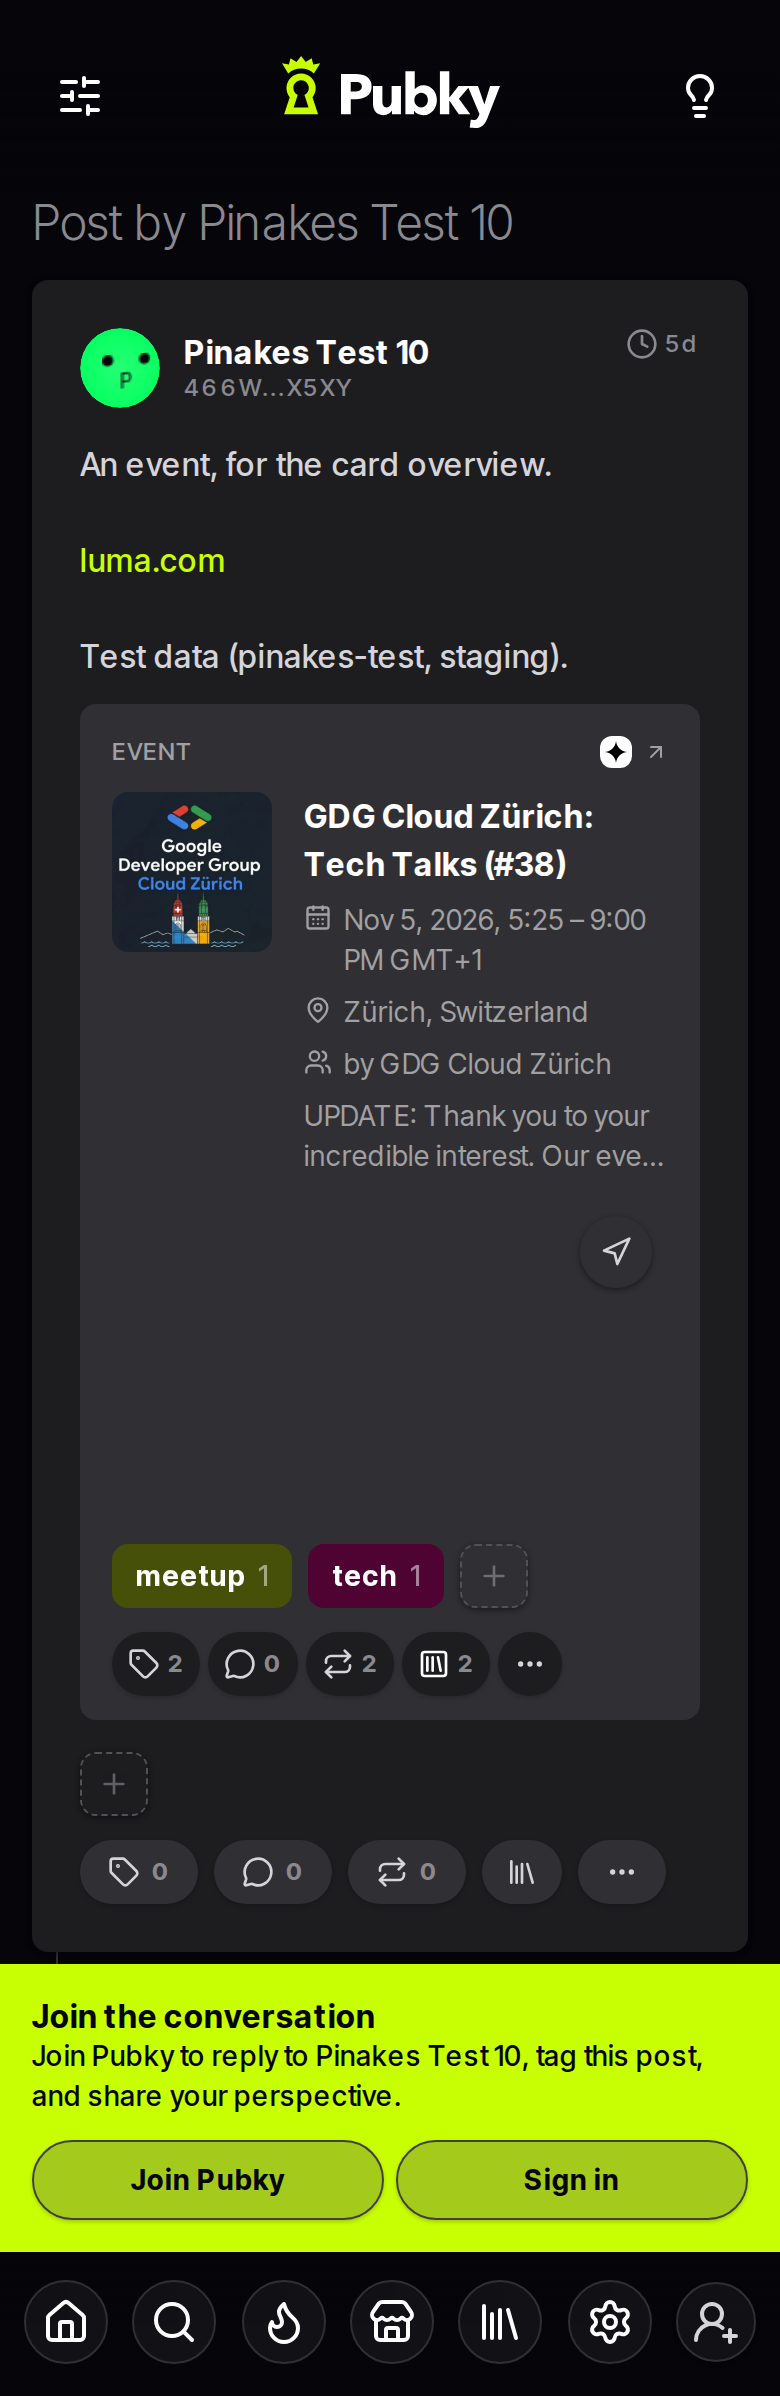 Pubky
Post by Pinakes Test 10
P
Pinakes Test 10
466W...X5XY
5d
An event, for the card overview.
luma.com
Test data (pinakes-test, staging).
EVENT
Google
Developer Group
Cloud Zürich
GDG Cloud Zürich:
Tech Talks (#38)
Nov 5, 2026, 5:25 – 9:00
PM GMT+1
Zürich, Switzerland
by GDG Cloud Zürich
UPDATE: Thank you to your
incredible interest. Our eve...
meetup 1 tech 1
2 0 2 2
0 0 0
Join the conversation
Join Pubky to reply to Pinakes Test 10, tag this post,
and share your perspective.
Join Pubky Sign in